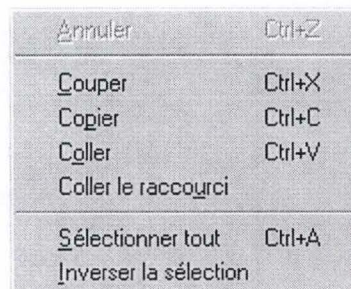 Annuler Ctrl+Z
Couper Ctrl+X
Copier Ctrl+C
Coller Ctrl+V
Coller le raccourci
Sélectionner tout Ctrl+A
Inverser la sélection